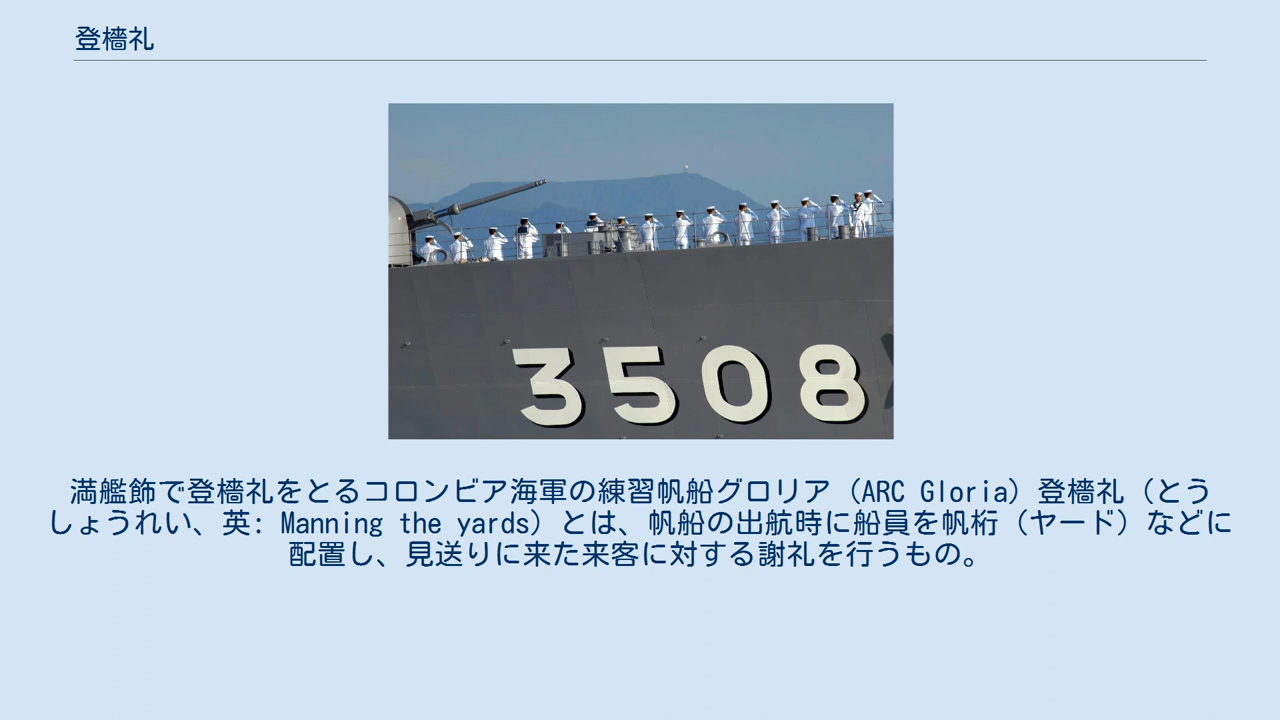 登檣礼
3508
満艦飾で登檣礼をとるコロンビア海軍の練習帆船グロリア（ARC Gloria）登檣礼（とう
しょうれい、英: Manning the yards）とは、帆船の出航時に船員を帆桁（ヤード）などに
配置し、見送りに来た来客に対する謝礼を行うもの。